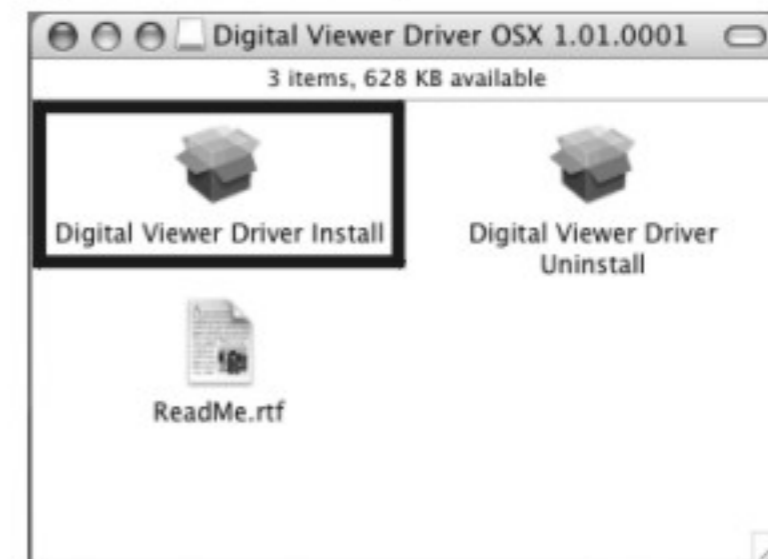 Digital Viewer Driver OSX 1.01.0001
3 items, 628 KB available
Digital Viewer Driver Install
Digital Viewer Driver
Uninstall
ReadMe.rtf